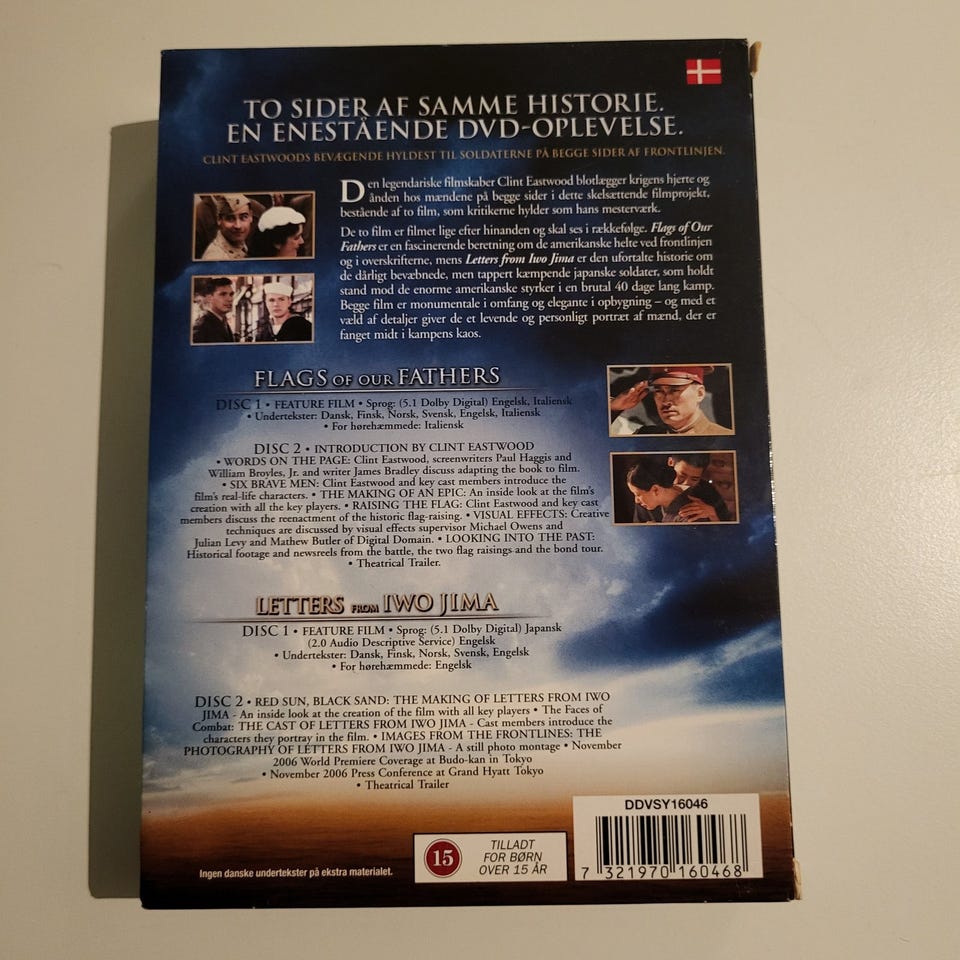 TO SIDER AF SAMME HISTORIE.
EN ENESTÅENDE DVD-OPLEVELSE.
CLINT EASTWOODS BEVÆGENDE HYLDEST TIL SOLDATERNE PÅ BEGGE SIDER AF FRONTLINJEN.
Den legendariske filmskaber Clint Eastwood blotlægger krigens hjerte og
ånden hos mændene på begge sider i dette skelsættende filmprojekt,
bestående af to film, som kritikerne hylder som hans mesterværk.
De to film er filmet lige efter hinanden og skal ses i rækkefølge. Flags of Our
Fathers er en fascinerende beretning om de amerikanske helte ved frontlinjen
og i overskrifterne, mens Letters from Iwo Jima er den ufortalte historie om
de dårligt bevæbnede, men tappert kæmpende japanske soldater, som holdt
stand mod de enorme amerikanske styrker i en brutal 40 dage lang kamp.
Begge film er monumentale i omfang og elegante i opbygning – og med et
væld af detaljer giver de et levende og personligt portræt af mænd, der er
fanget midt i kampens kaos.
FLAGS OF OUR FATHERS
DISC 1 • FEATURE FILM • Sprog: (5.1 Dolby Digital) Engelsk, Italiensk
• Undertekster: Dansk, Finsk, Norsk, Svensk, Engelsk, Italiensk
• For hørehæmmede: Italiensk
DISC 2 • INTRODUCTION BY CLINT EASTWOOD
• WORDS ON THE PAGE: Clint Eastwood, screenwriters Paul Haggis and
William Broyles, Jr. and writer James Bradley discuss adapting the book to film.
• SIX BRAVE MEN: Clint Eastwood and key cast members introduce the
film's real-life characters. • THE MAKING OF AN EPIC: An inside look at the film's
creation with all the key players. • RAISING THE FLAG: Clint Eastwood and key cast
members discuss the reenactment of the historic flag-raising. • VISUAL EFFECTS: Creative
techniques are discussed by visual effects supervisor Michael Owens and
Julian Levy and Mathew Butler of Digital Domain. • LOOKING INTO THE PAST:
Historical footage and newsreels from the battle, the two flag raisings and the bond tour.
• Theatrical Trailer.
LETTERS FROM IWO JIMA
DISC 1 • FEATURE FILM • Sprog: (5.1 Dolby Digital) Japansk
(2.0 Audio Descriptive Service) Engelsk
• Undertekster: Dansk, Finsk, Norsk, Svensk, Engelsk
• For hørehæmmede: Engelsk
DISC 2 • RED SUN, BLACK SAND: THE MAKING OF LETTERS FROM IWO
JIMA - An inside look at the creation of the film with all key players • The Faces of
Combat: THE CAST OF LETTERS FROM IWO JIMA - Cast members introduce the
characters they portray in the film. • IMAGES FROM THE FRONTLINES: THE
PHOTOGRAPHY OF LETTERS FROM IWO JIMA - A still photo montage • November
2006 World Premiere Coverage at Budo-kan in Tokyo
• November 2006 Press Conference at Grand Hyatt Tokyo
• Theatrical Trailer
Ingen danske undertekster på ekstra materialet.
15
TILLADT
FOR BØRN
OVER 15 ÅR
DDVSY16046
7 321970 160468